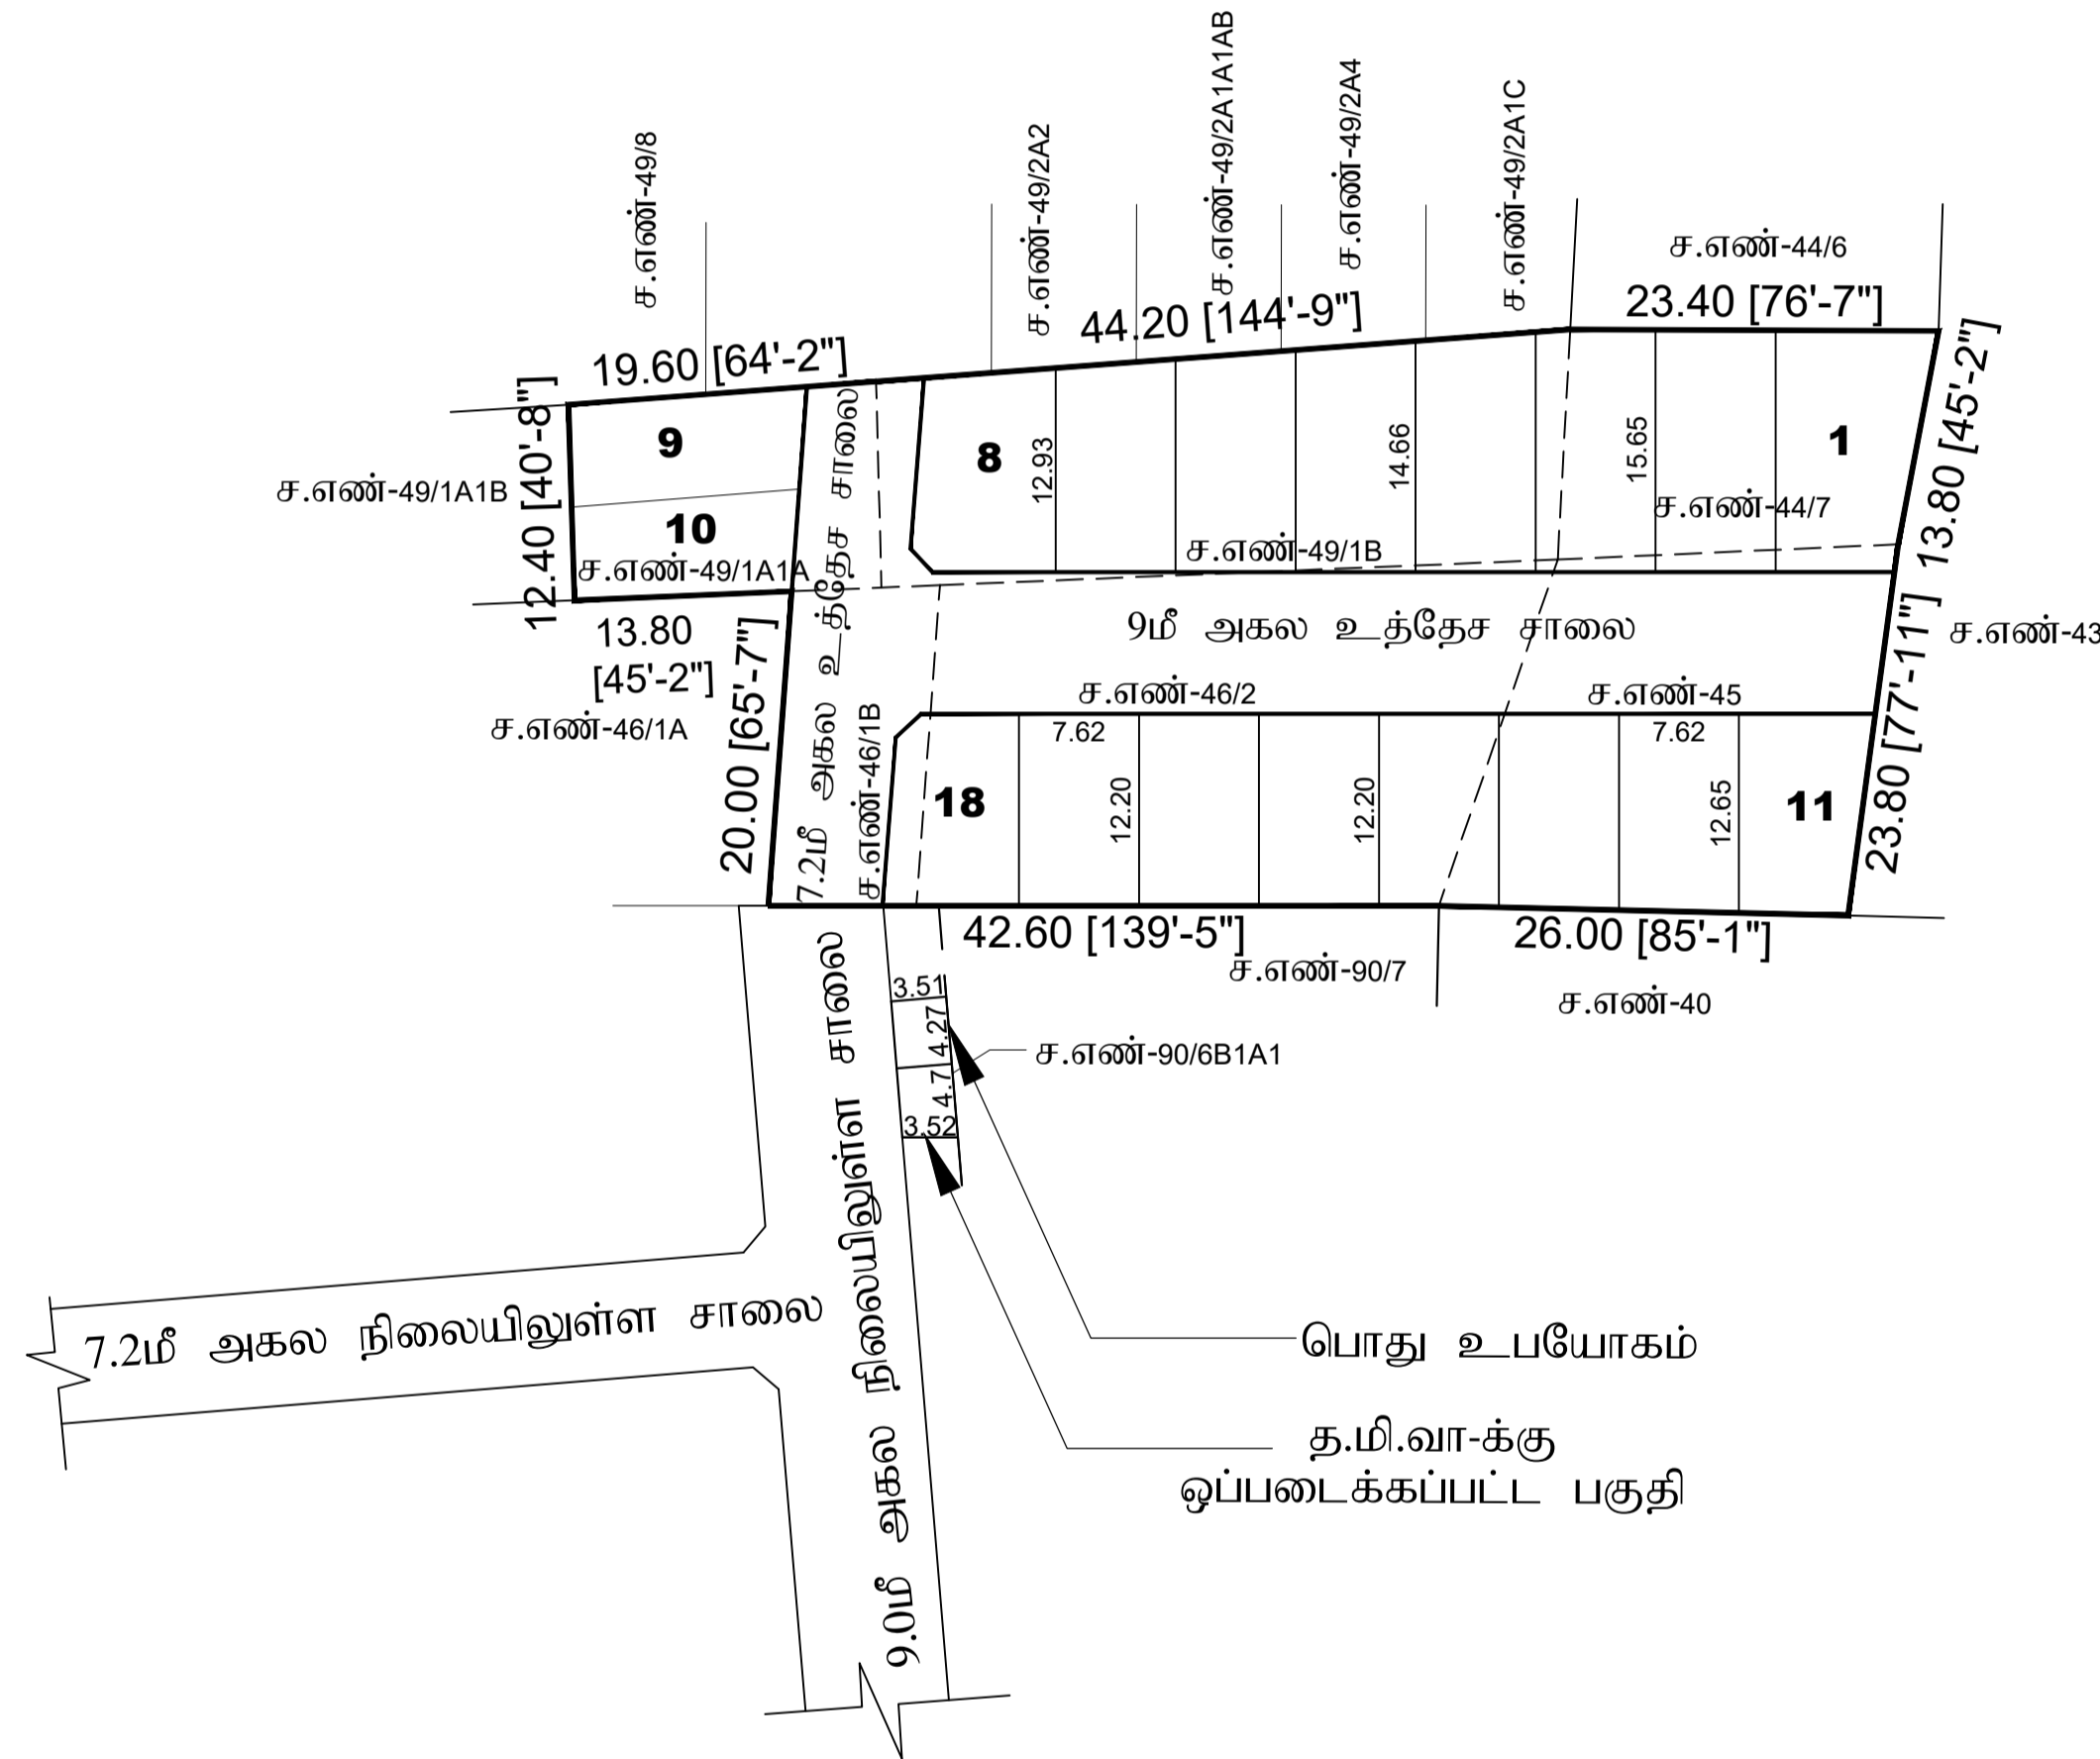 ச.எண்-49/8
ச.எண்-49/2A2
ச.எண்-49/2A1A1AB
ச.எண்-49/2A4
ச.எண்-49/2A1C
ச.எண்-44/6
23.40 [76'-7"]
44.20 [144'-9"]
19.60 [64'-2"]
12.40 [40'-8"]
13.80 [45'-2"]
9
8
12.93
14.66
15.65
1
ச.எண்-49/1A1B
ச.எண்-44/7
10
ச.எண்-49/1B
ச.எண்-49/1A1A
7.2மீ அகல உத்தேச சாலை
13.80
[45'-2"]
9மீ அகல உத்தேச சாலை
ச.எண்-43
ச.எண்-46/1A
20.00 [65'-7"]
ச.எண்-46/1B
ச.எண்-46/2
ச.எண்-45
23.80 [77'-11"]
7.62
7.62
18
12.20
12.20
12.65
11
42.60 [139'-5"]
26.00 [85'-1"]
ச.எண்-90/7
ச.எண்-40
3.51
4.27
ச.எண்-90/6B1A1
4.7
3.52
9.0மீ அகல நிலையிலுள்ள சாலை
7.2மீ அகல நிலையிலுள்ள சாலை
பொது உபயோகம்
த.மி.வா-க்கு
ஒப்படைக்கப்பட்ட பகுதி